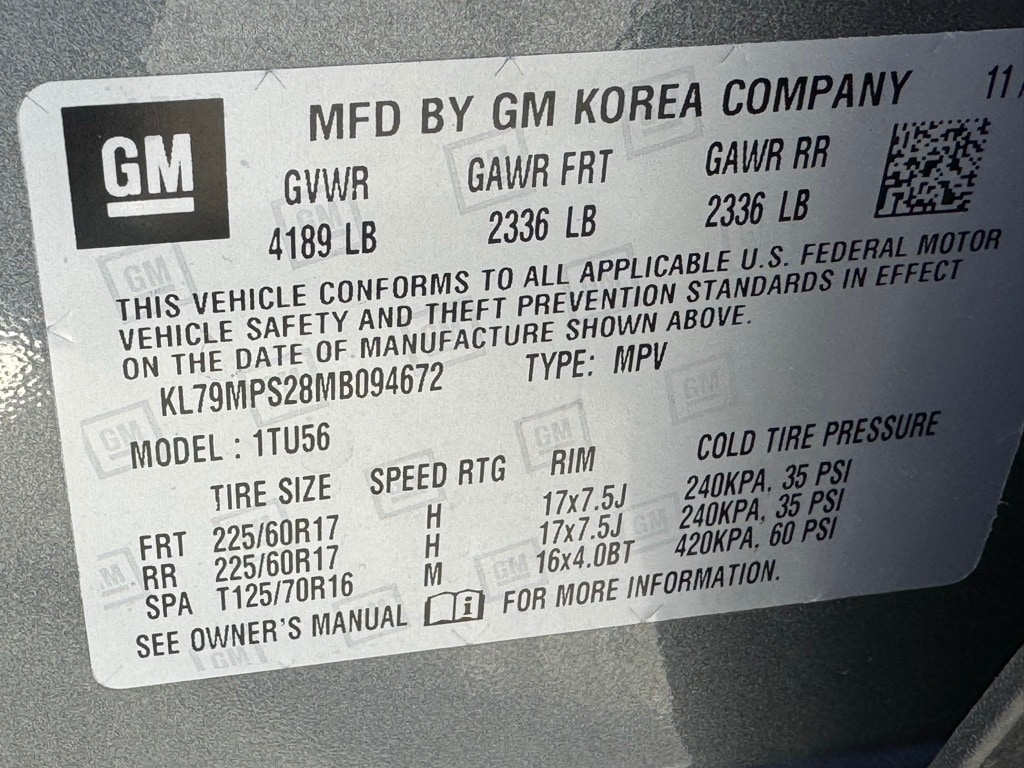 GM
MFD BY GM KOREA COMPANY 11/
GVWR GAWR FRT GAWR RR
4189 LB 2336 LB 2336 LB
THIS VEHICLE CONFORMS TO ALL APPLICABLE U.S. FEDERAL MOTOR
VEHICLE SAFETY AND THEFT PREVENTION STANDARDS IN EFFECT
ON THE DATE OF MANUFACTURE SHOWN ABOVE.
KL79MPS28MB094672 TYPE: MPV
MODEL : 1TU56
TIRE SIZE SPEED RTG RIM COLD TIRE PRESSURE
FRT 225/60R17 H 17x7.5J 240KPA, 35 PSI
RR 225/60R17 H 17x7.5J 240KPA, 35 PSI
SPA T125/70R16 M 16x4.0BT 420KPA, 60 PSI
SEE OWNER'S MANUAL i FOR MORE INFORMATION.